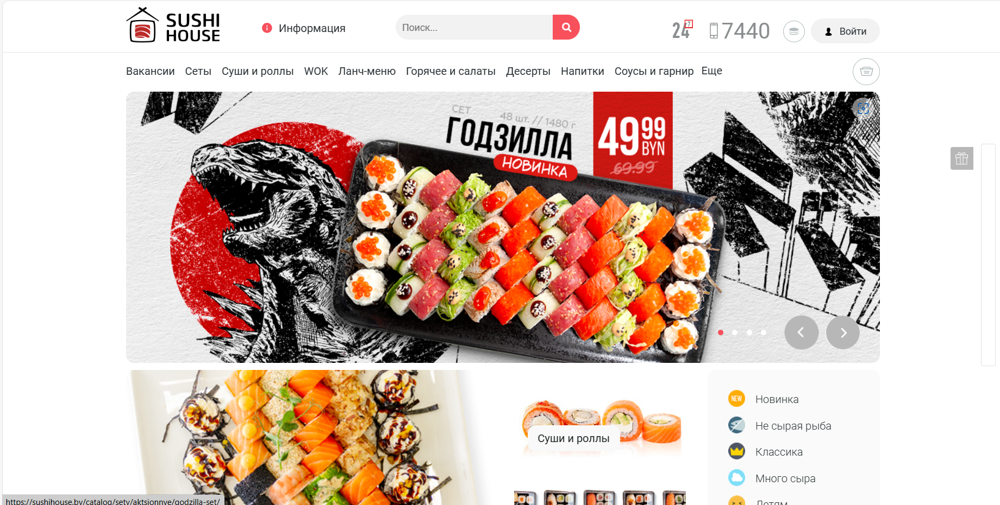 SUSHI
HOUSE
Информация
Поиск...
24
7
7440
Войти
Вакансии Сеты Суши и роллы WOK Ланч-меню Горячее и салаты Десерты Напитки Соусы и гарнир Еще
СЕТ
48 шт. // 1480 г
ГОДЗИЛЛА
НОВИНКА
49 99
BYN
69.99
Суши и роллы
NEW Новинка
Не сырая рыба
Классика
Много сыра
Детям
https://sushihouse.by/catalog/sety/aktsionnye/godzilla-set/